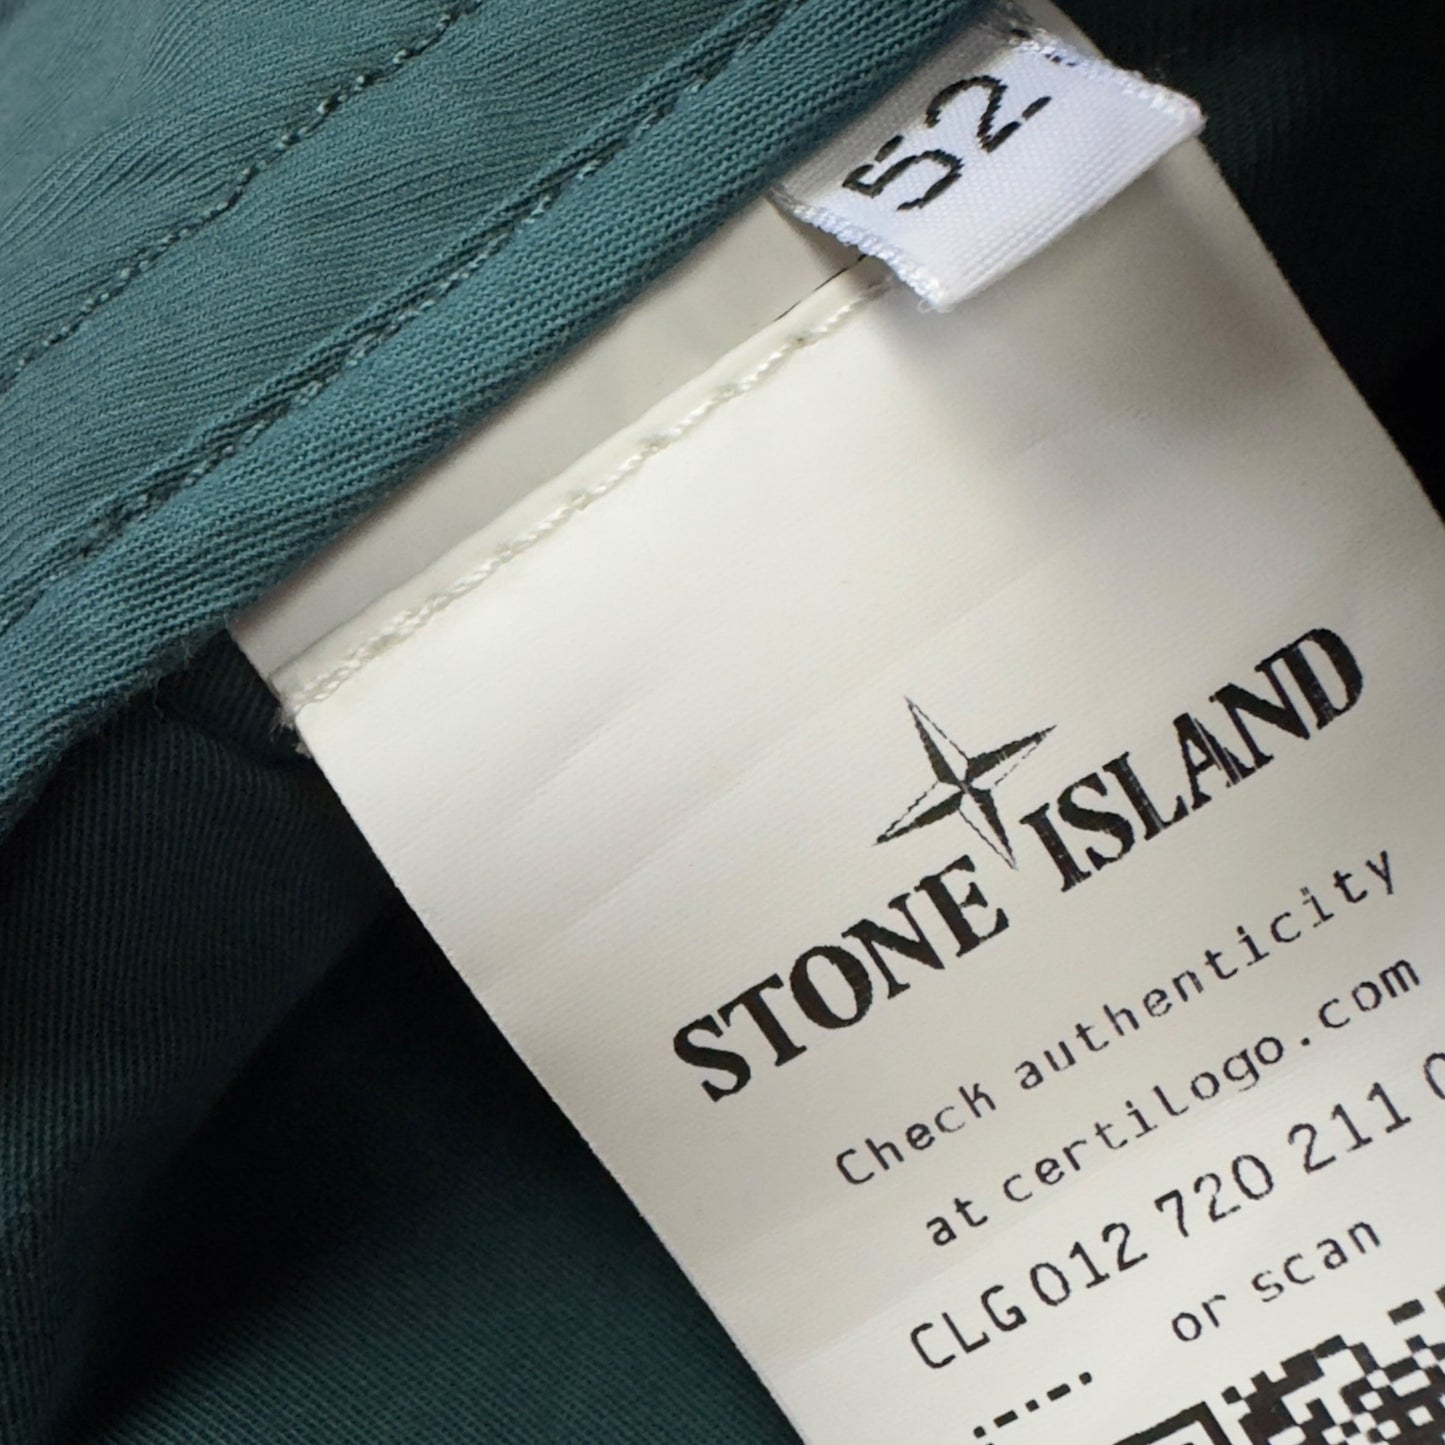 52
STONE ISLAND
Check authenticity
at certilogo.com
CLG 012 720 211
or scan